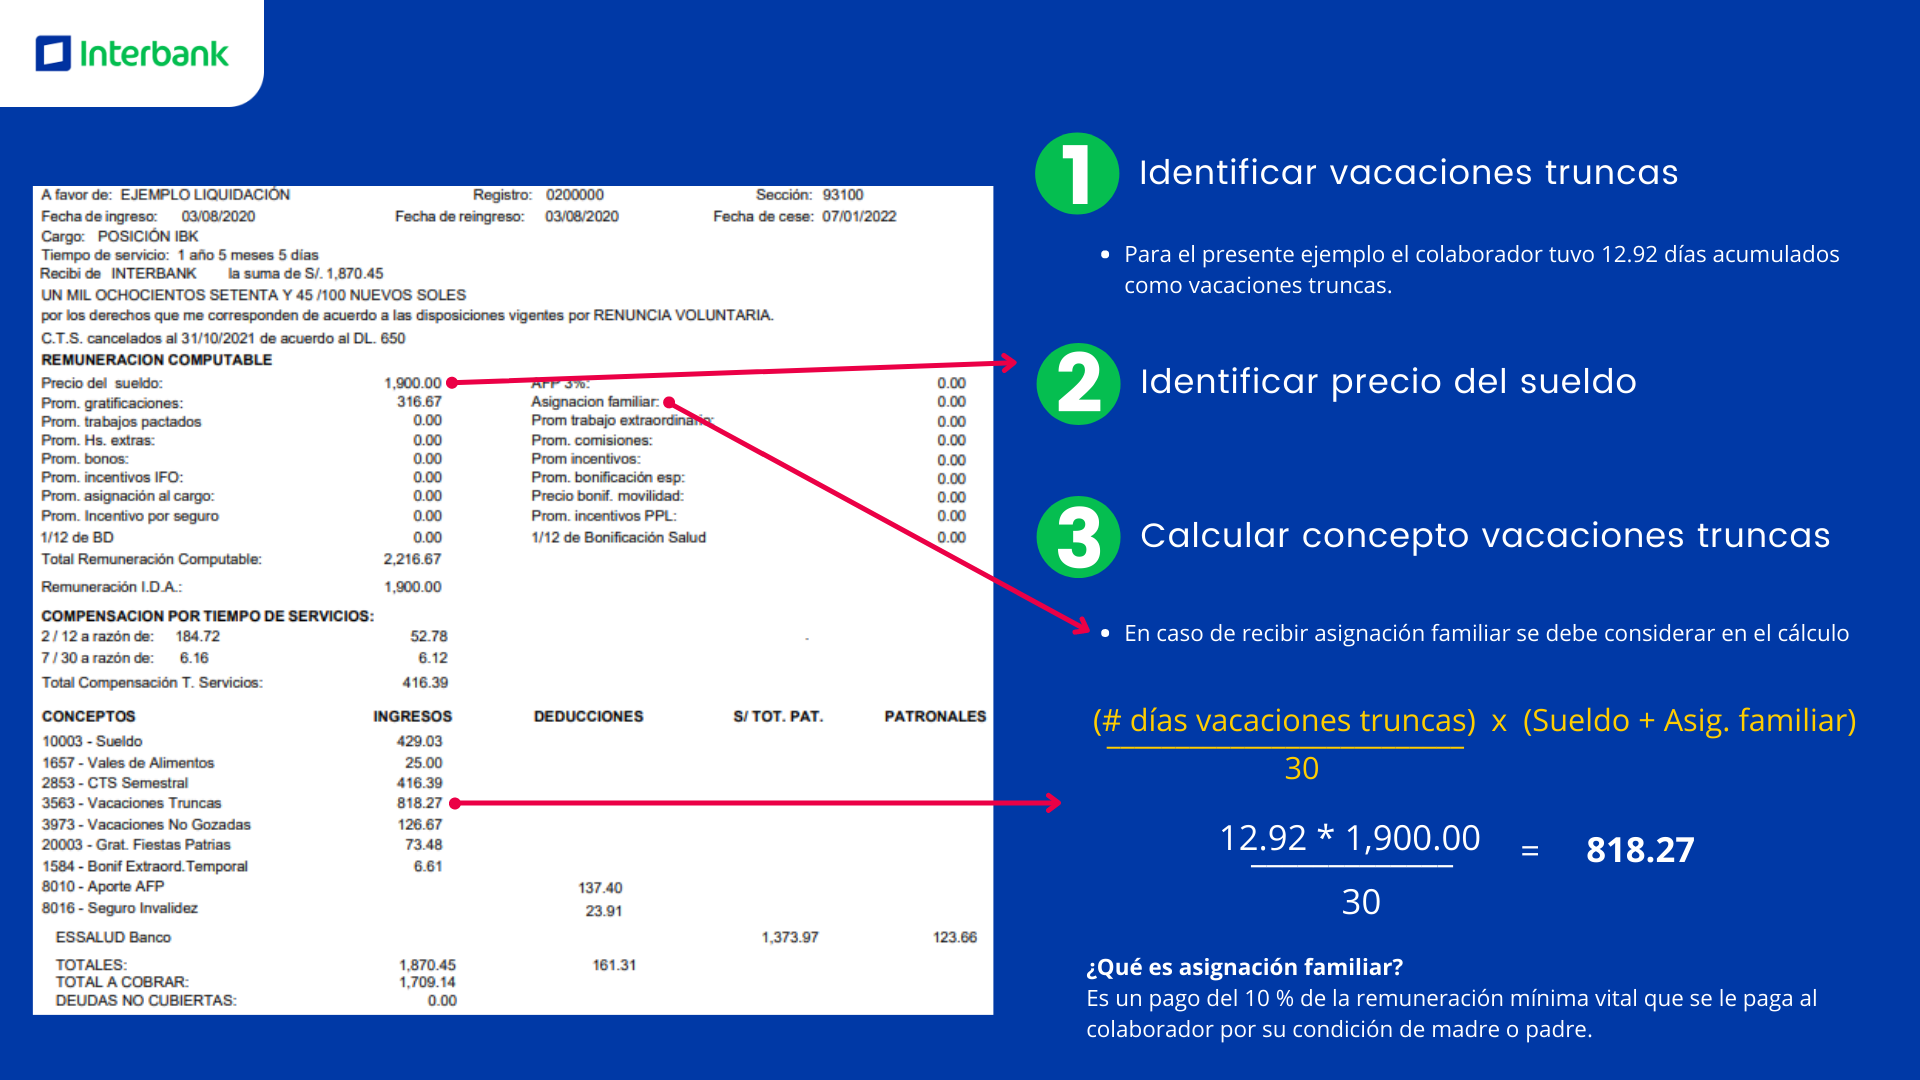 Interbank
A favor de: EJEMPLO LIQUIDACIÓN Registro: 0200000 Sección: 93100
Fecha de ingreso: 03/08/2020 Fecha de reingreso: 03/08/2020 Fecha de cese: 07/01/2022
Cargo: POSICIÓN IBK
Tiempo de servicio: 1 año 5 meses 5 días
Recibi de INTERBANK la suma de S/. 1,870.45
UN MIL OCHOCIENTOS SETENTA Y 45 /100 NUEVOS SOLES
por los derechos que me corresponden de acuerdo a las disposiciones vigentes por RENUNCIA VOLUNTARIA.
C.T.S. cancelados al 31/10/2021 de acuerdo al DL. 650
REMUNERACION COMPUTABLE
Precio del sueldo: 1,900.00 AFP 3%: 0.00
Prom. gratificaciones: 316.67 Asignacion familiar: 0.00
Prom. trabajos pactados 0.00 Prom trabajo extraordinario: 0.00
Prom. Hs. extras: 0.00 Prom. comisiones: 0.00
Prom. bonos: 0.00 Prom incentivos: 0.00
Prom. incentivos IFO: 0.00 Prom. bonificación esp: 0.00
Prom. asignación al cargo: 0.00 Precio bonif. movilidad: 0.00
Prom. Incentivo por seguro 0.00 Prom. incentivos PPL: 0.00
1/12 de BD 0.00 1/12 de Bonificación Salud 0.00
Total Remuneración Computable: 2,216.67
Remuneración I.D.A.: 1,900.00
COMPENSACION POR TIEMPO DE SERVICIOS:
2 / 12 a razón de: 184.72 52.78
7 / 30 a razón de: 6.16 6.12
Total Compensación T. Servicios: 416.39
CONCEPTOS INGRESOS DEDUCCIONES S/ TOT. PAT. PATRONALES
10003 - Sueldo 429.03
1657 - Vales de Alimentos 25.00
2853 - CTS Semestral 416.39
3563 - Vacaciones Truncas 818.27
3973 - Vacaciones No Gozadas 126.67
20003 - Grat. Fiestas Patrias 73.48
1584 - Bonif Extraord.Temporal 6.61
8010 - Aporte AFP 137.40
8016 - Seguro Invalidez 23.91
ESSALUD Banco 1,373.97 123.66
TOTALES: 1,870.45 161.31
TOTAL A COBRAR: 1,709.14
DEUDAS NO CUBIERTAS: 0.00
1 Identificar vacaciones truncas
• Para el presente ejemplo el colaborador tuvo 12.92 días acumulados
como vacaciones truncas.
2 Identificar precio del sueldo
3 Calcular concepto vacaciones truncas
• En caso de recibir asignación familiar se debe considerar en el cálculo
(# días vacaciones truncas) x (Sueldo + Asig. familiar)
30
12.92 * 1,900.00 = 818.27
30
¿Qué es asignación familiar?
Es un pago del 10 % de la remuneración mínima vital que se le paga al
colaborador por su condición de madre o padre.